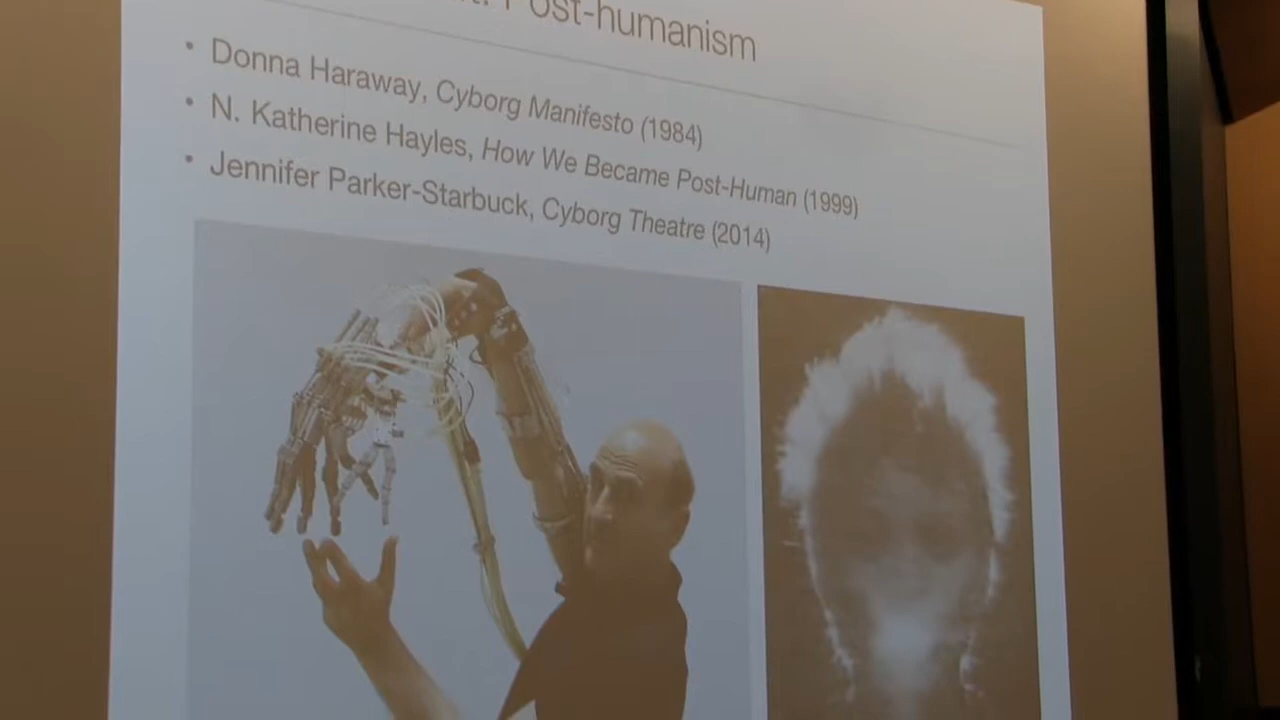 Post-humanism
• Donna Haraway, Cyborg Manifesto (1984)
• N. Katherine Hayles, How We Became Post-Human (1999)
• Jennifer Parker-Starbuck, Cyborg Theatre (2014)